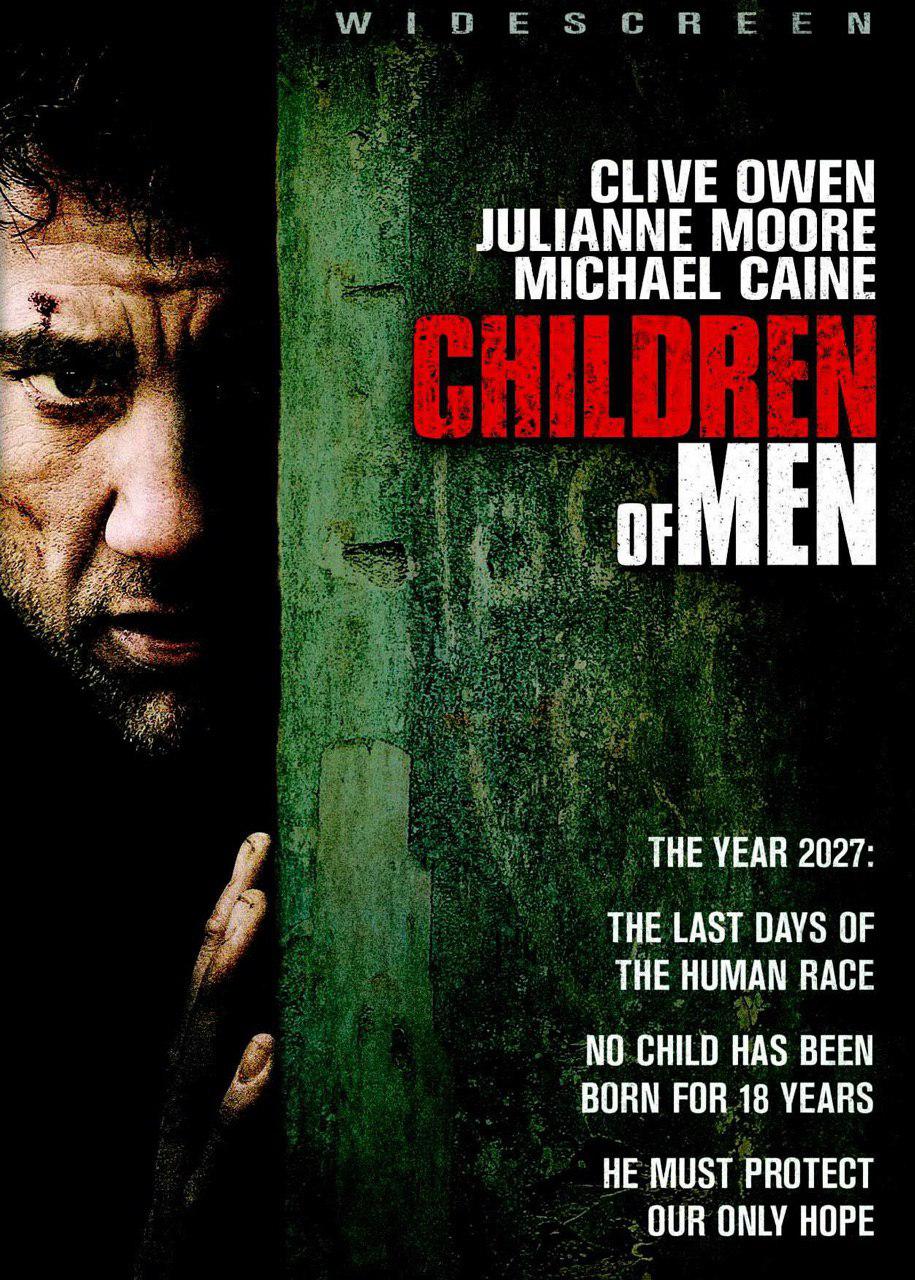 WIDESCREEN
CLIVE OWEN
JULIANNE MOORE
MICHAEL CAINE
CHILDREN
OF MEN
THE YEAR 2027:
THE LAST DAYS OF
THE HUMAN RACE
NO CHILD HAS BEEN
BORN FOR 18 YEARS
HE MUST PROTECT
OUR ONLY HOPE